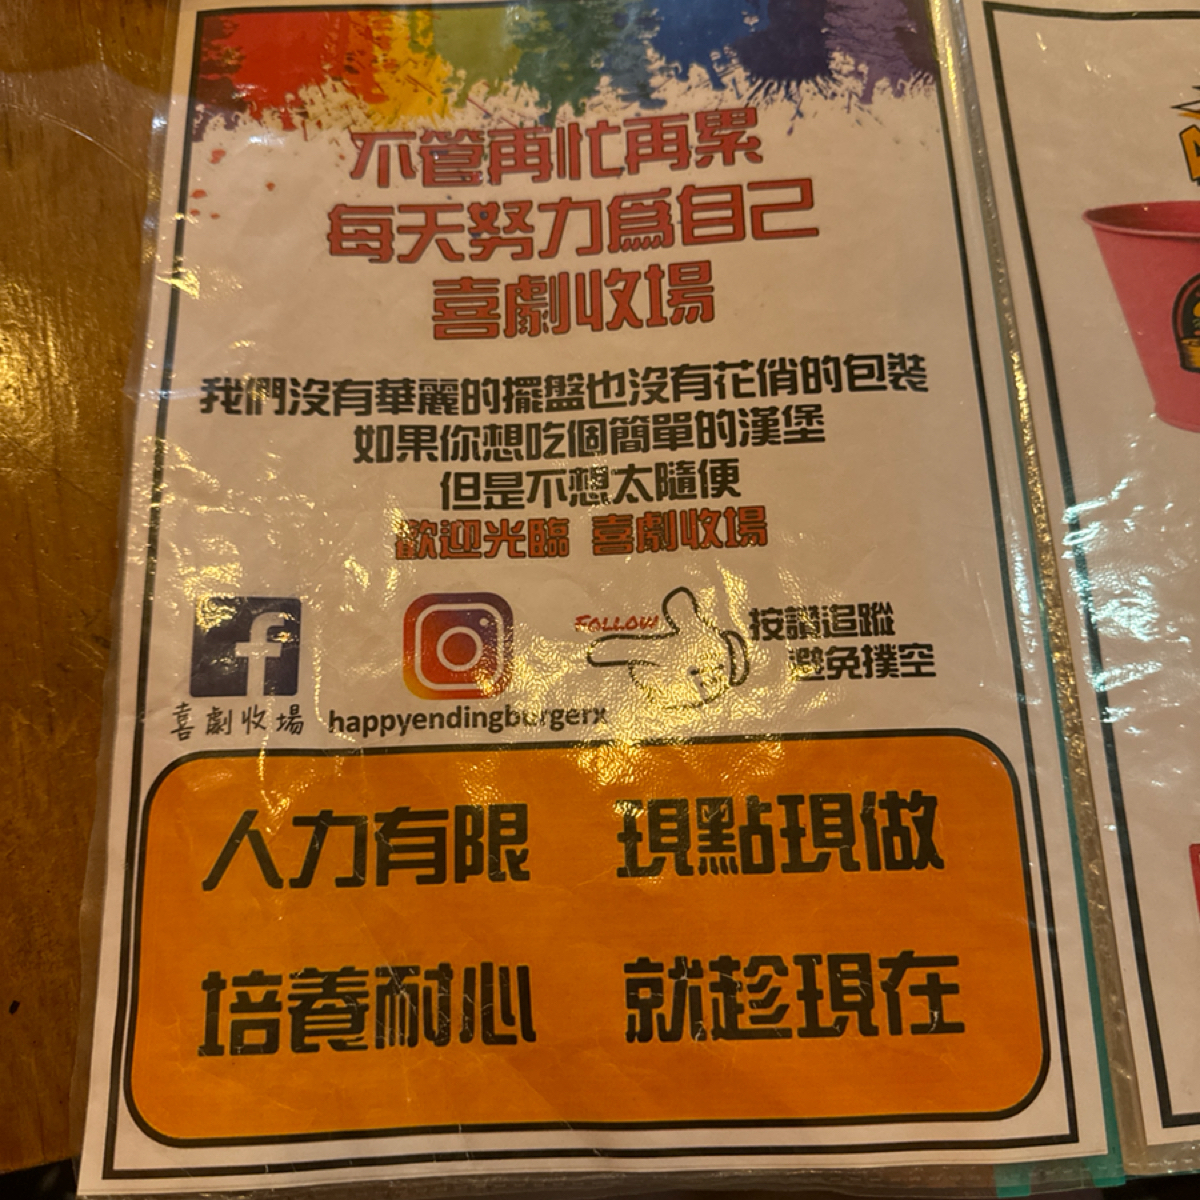 不管再忙再累
每天努力為自己
喜劇收場
我們沒有華麗的擺盤也沒有花俏的包裝
如果你想吃個簡單的漢堡
但是不想太隨便
歡迎光臨 喜劇收場
FOLLOW
按讚追蹤
避免撲空
喜劇收場
happyendingburgerx
人力有限 現點現做
培養耐心 就趁現在